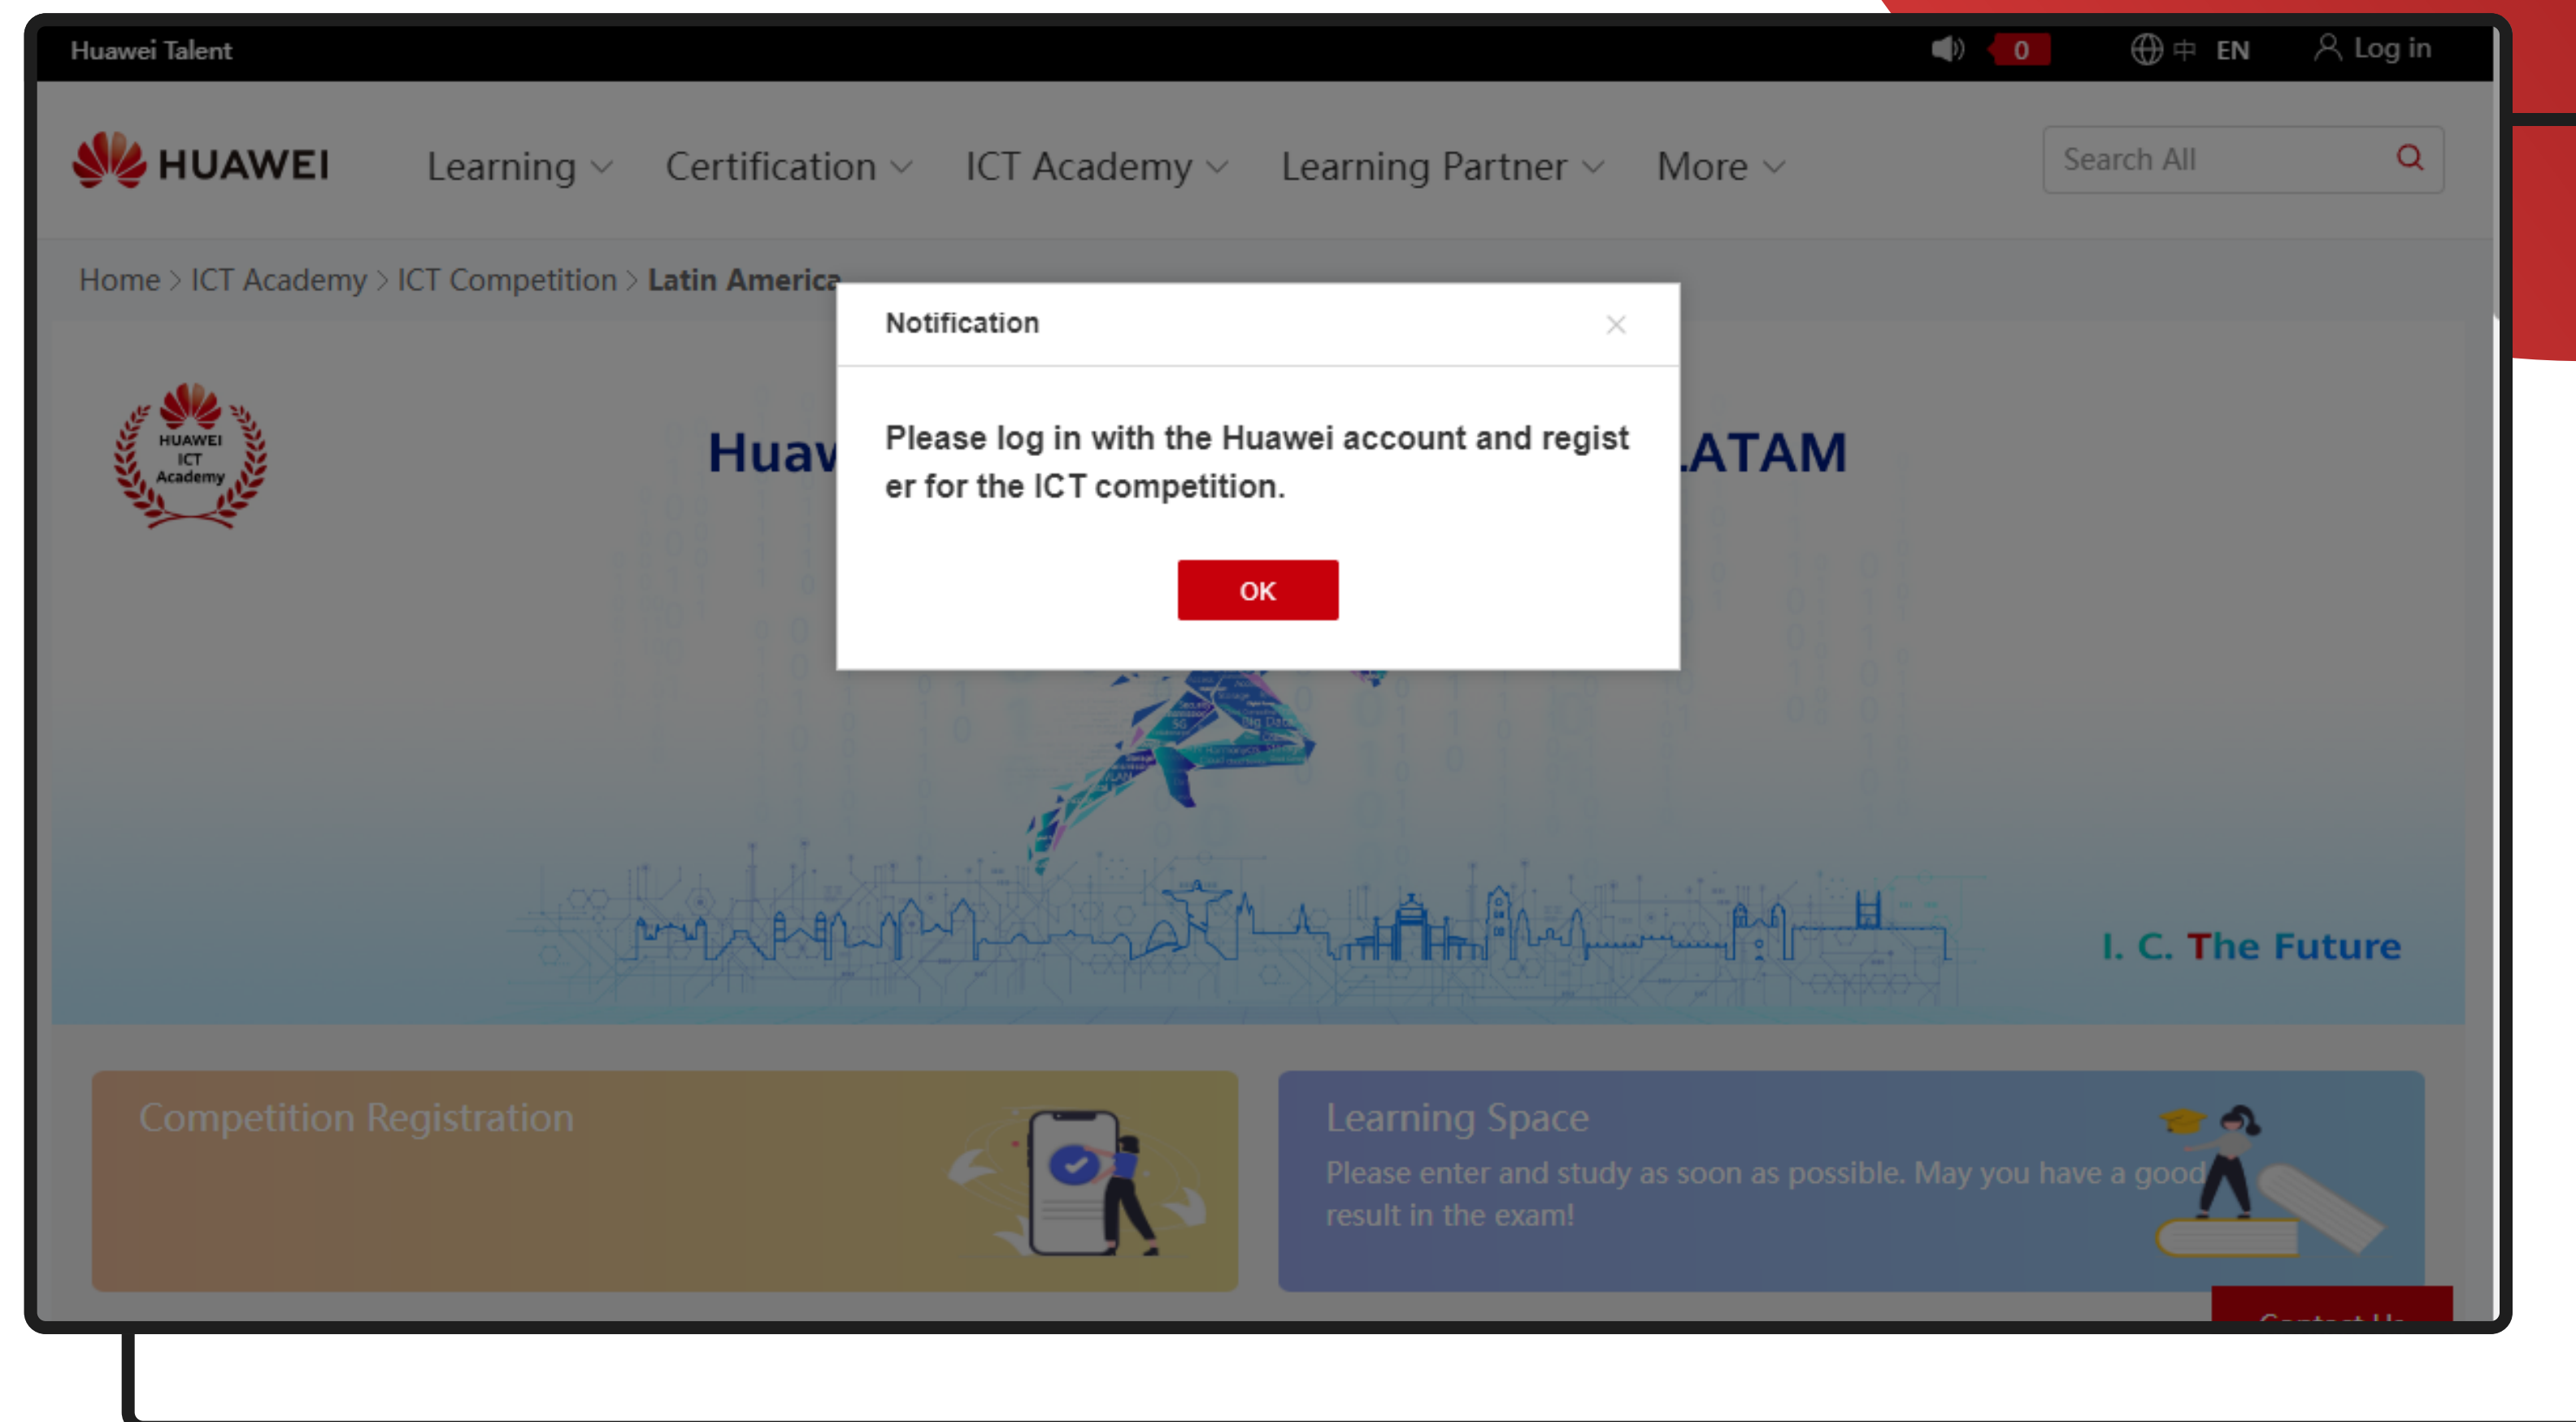 Huawei Talent
0
中 EN
Log in
HUAWEI
Learning
Certification
ICT Academy
Learning Partner
More
Search All
Home > ICT Academy > ICT Competition > Latin America
Notification
Please log in with the Huawei account and regist
er for the ICT competition.
OK
HUAWEI
ICT
Academy
I. C. The Future
Competition Registration
Learning Space
Please enter and study as soon as possible. May you have a good
result in the exam!